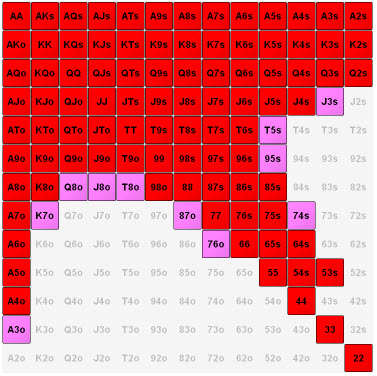 AA AKs AQs AJs ATs A9s A8s A7s A6s A5s A4s A3s A2s
AKo KK KQs KJs KTs K9s K8s K7s K6s K5s K4s K3s K2s
AQo KQo QQ QJs QTs Q9s Q8s Q7s Q6s Q5s Q4s Q3s Q2s
AJo KJo QJo JJ JTs J9s J8s J7s J6s J5s J4s J3s J2s
ATo KTo QTo JTo TT T9s T8s T7s T6s T5s T4s T3s T2s
A9o K9o Q9o J9o T9o 99 98s 97s 96s 95s 94s 93s 92s
A8o K8o Q8o J8o T8o 98o 88 87s 86s 85s 84s 83s 82s
A7o K7o Q7o J7o T7o 97o 87o 77 76s 75s 74s 73s 72s
A6o K6o Q6o J6o T6o 96o 86o 76o 66 65s 64s 63s 62s
A5o K5o Q5o J5o T5o 95o 85o 75o 65o 55 54s 53s 52s
A4o K4o Q4o J4o T4o 94o 84o 74o 64o 54o 44 43s 42s
A3o K3o Q3o J3o T3o 93o 83o 73o 63o 53o 43o 33 32s
A2o K2o Q2o J2o T2o 92o 82o 72o 62o 52o 42o 32o 22